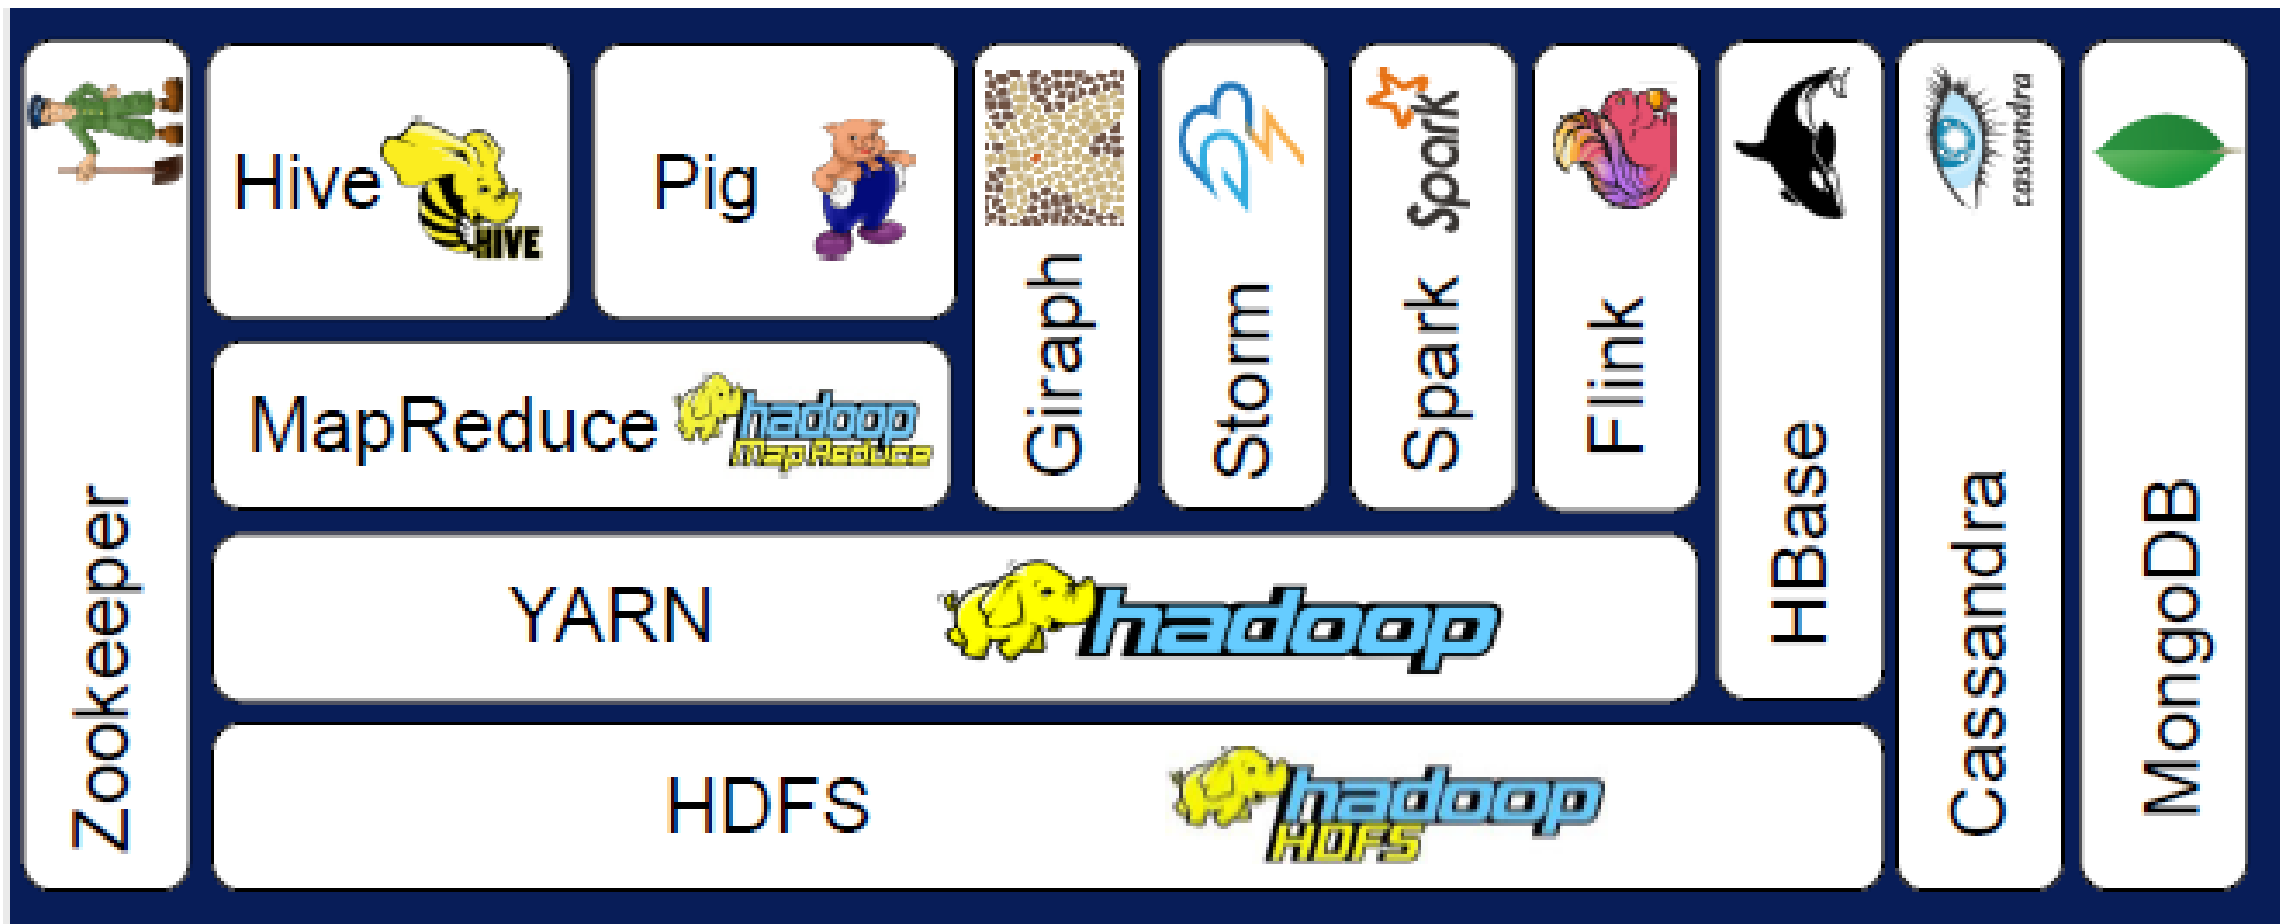 Zookeeper
Hive
HIVE
Pig
Giraph
Storm
Spark
Spark
Flink
HBase
cassandra
Cassandra
MongoDB
MapReduce
hadoop
Map Reduce
YARN
hadoop
HDFS
hadoop
HDFS